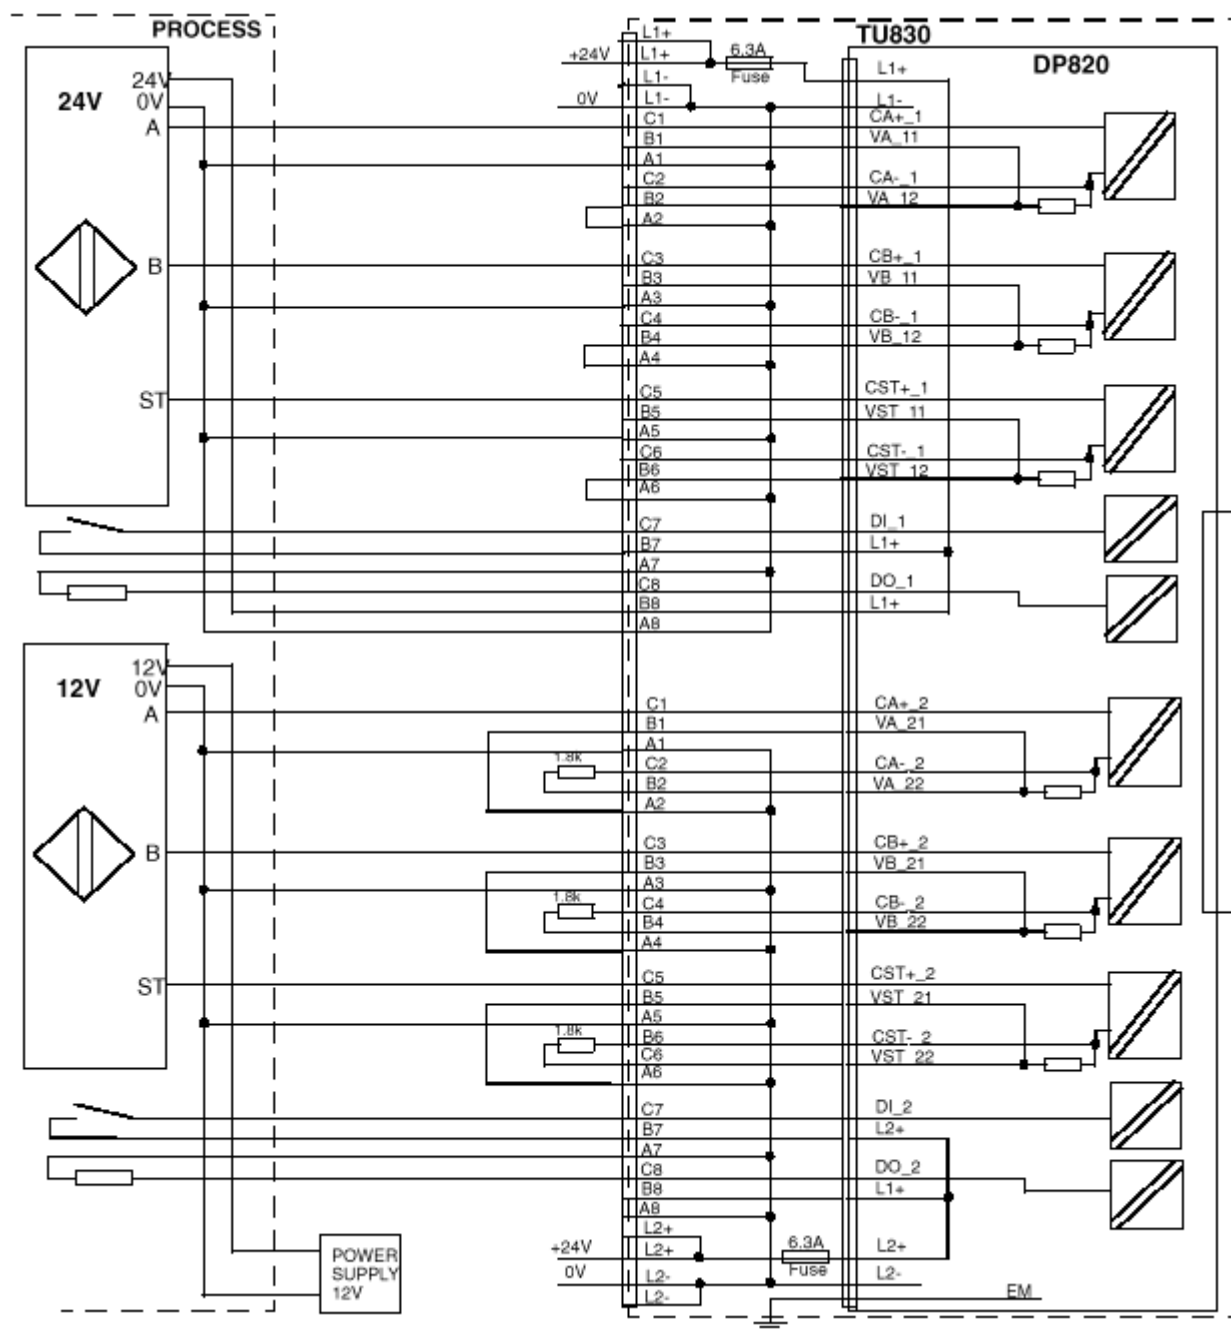 PROCESS
TU830
DP820
24V
0V
24V
A
B
ST
L1+
+24V
L1+
6.3A
Fuse
L1+
L1-
0V
L1-
L1-
C1
CA+_1
B1
VA_11
A1
C2
CA-_1
B2
VA_12
A2
C3
CB+_1
B3
VB_11
A3
C4
CB-_1
B4
VB_12
A4
C5
CST+_1
B5
VST_11
A5
C6
CST-_1
B6
VST_12
A6
C7
DI_1
B7
L1+
A7
C8
DO_1
B8
L1+
A8
12V
0V
12V
A
B
ST
C1
CA+_2
B1
VA_21
A1
1.8k
C2
CA-_2
B2
VA_22
A2
C3
CB+_2
B3
VB_21
A3
1.8k
C4
CB-_2
B4
VB_22
A4
C5
CST+_2
B5
VST_21
A5
1.8k
B6
CST-_2
C6
VST_22
A6
C7
DI_2
B7
L2+
A7
C8
DO_2
B8
L1+
A8
L2+
+24V
L2+
6.3A
Fuse
L2+
0V
L2-
L2-
L2-
EM
POWER
SUPPLY
12V